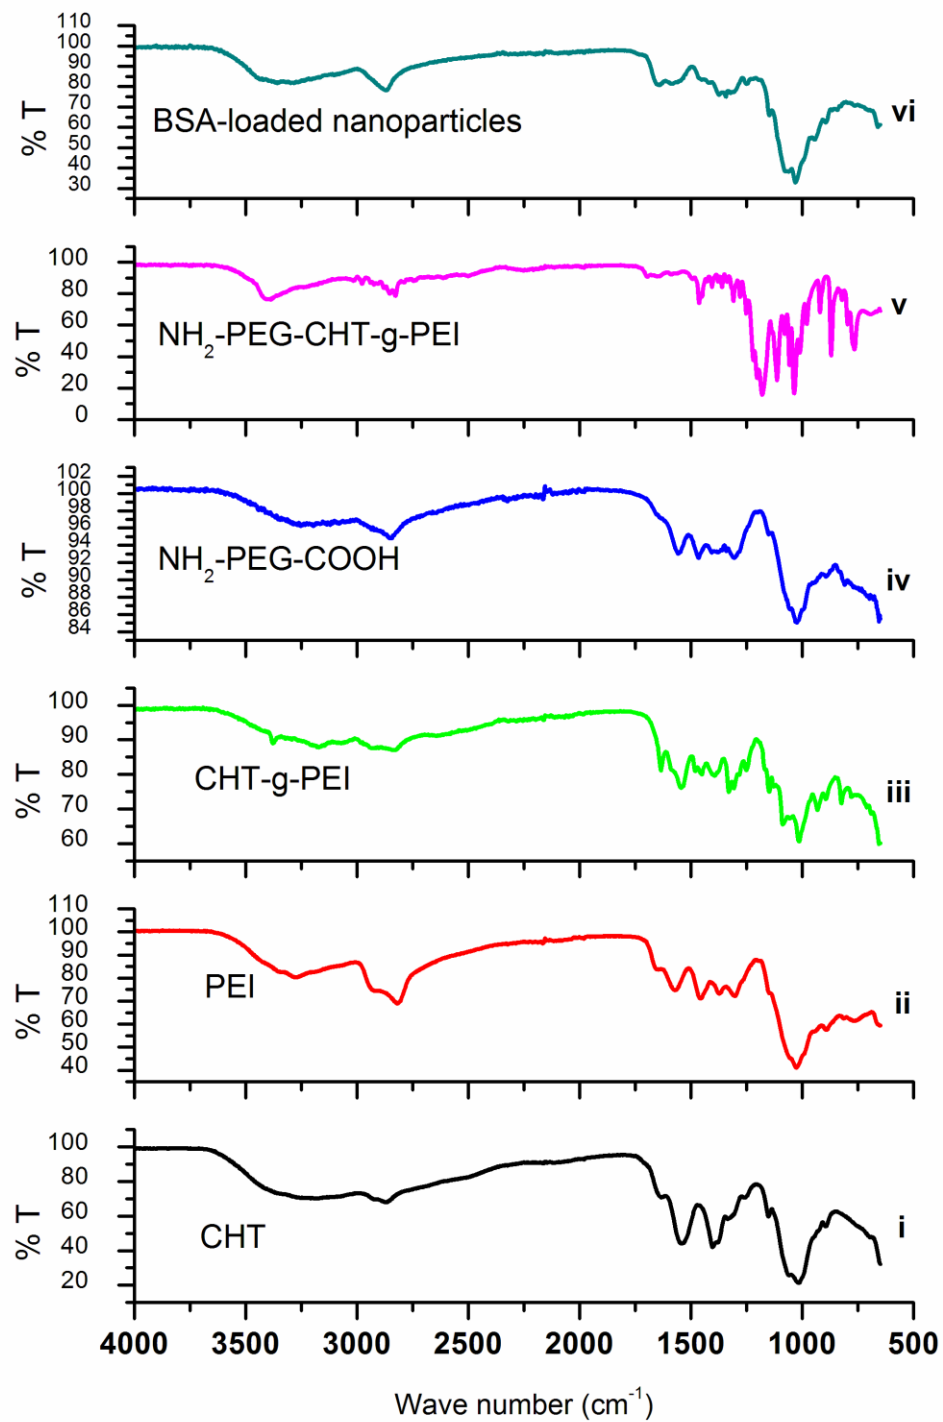 110
100
90
80
70
60
50
40
30
% T
BSA-loaded nanoparticles
vi
100
80
60
40
20
0
% T
NH2-PEG-CHT-g-PEI
v
102
100
98
96
94
92
90
88
86
84
% T
NH2-PEG-COOH
iv
100
90
80
70
60
% T
CHT-g-PEI
iii
110
100
90
80
70
60
50
40
% T
PEI
ii
100
80
60
40
20
% T
CHT
i
4000 3500 3000 2500 2000 1500 1000 500
Wave number (cm-1)